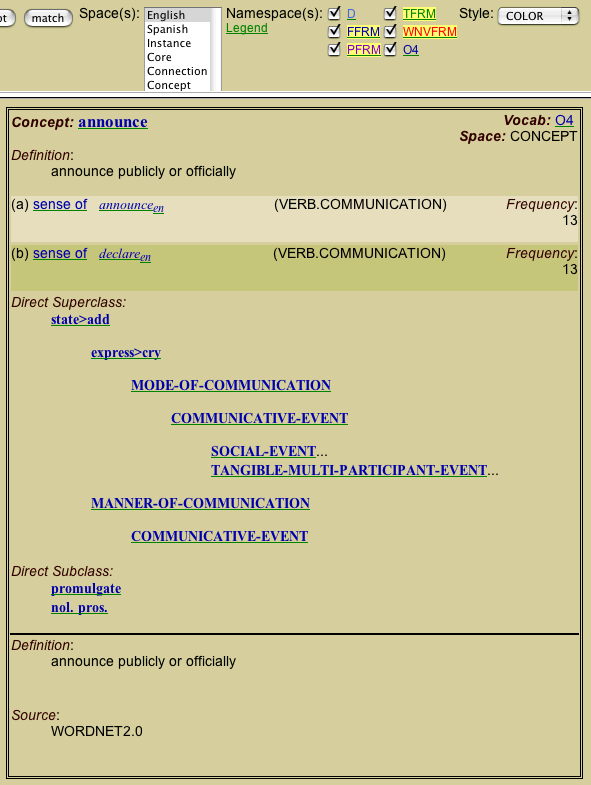 pt match Space(s): English Namespace(s): D TFRM Style: COLOR
Spanish Legend FFRM WNVFRM
Instance PFRM O4
Core
Connection
Concept
Concept: announce Vocab: O4
Space: CONCEPT
Definition:
announce publicly or officially
(a) sense of announce en (VERB.COMMUNICATION) Frequency:
13
(b) sense of declare en (VERB.COMMUNICATION) Frequency:
13
Direct Superclass:
state>add
express>cry
MODE-OF-COMMUNICATION
COMMUNICATIVE-EVENT
SOCIAL-EVENT...
TANGIBLE-MULTI-PARTICIPANT-EVENT...
MANNER-OF-COMMUNICATION
COMMUNICATIVE-EVENT
Direct Subclass:
promulgate
nol. pros.
Definition:
announce publicly or officially
Source:
WORDNET2.0